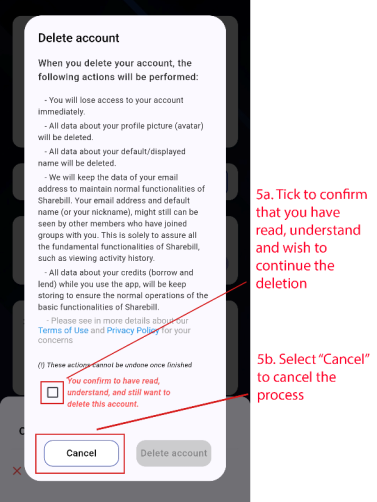 Delete account
When you delete your account, the
following actions will be performed:
- You will lose access to your account
immediately.
- All data about your profile picture (avatar)
will be deleted.
- All data about your default/displayed
name will be deleted.
- We will keep the data of your email
address to maintain normal functionalities of
Sharebill. Your email address and default
name (or your nickname), might still can be
seen by other members who have joined
groups with you. This is solely to assure all
the fundamental functionalities of Sharebill,
such as viewing activity history.
- All data about your credits (borrow and
lend) while you use the app, will be keep
storing to ensure the normal operations of the
basic functionalities of Sharebill.
- Please see in more details about our
Terms of Use and Privacy Policy for your
concerns
(!) These actions cannot be undone once finished
You confirm to have read,
understand, and still want to
delete this account.
Cancel
Delete account
5a. Tick to confirm
that you have
read, understand
and wish to
continue the
deletion
5b. Select “Cancel”
to cancel the
process